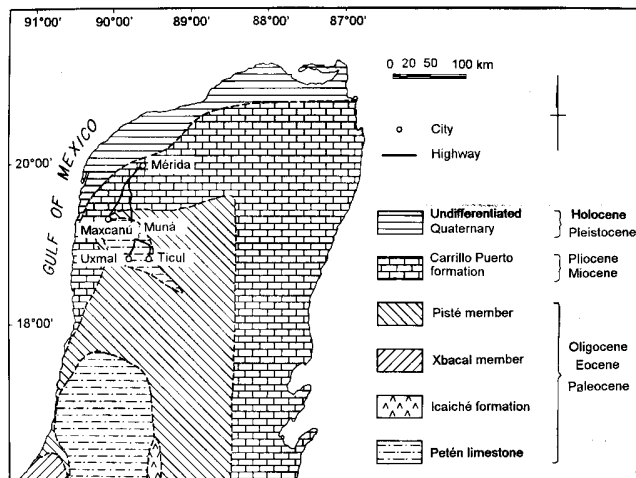 91°00' 90°00' 88°00' 87°00'
0 20 50 100 km
City
Highway
20°00'
18°00'
GULF OF MEXICO
Mérida
Maxcanú
Muná
Uxmal
Ticul
Undifferentiated
Quaternary
Holocene
Pleistocene
Carrillo Puerto
formation
Pliocene
Miocene
Pisté member
Xbacal member
Icaiché formation
Petén limestone
Oligocene
Eocene
Paleocene